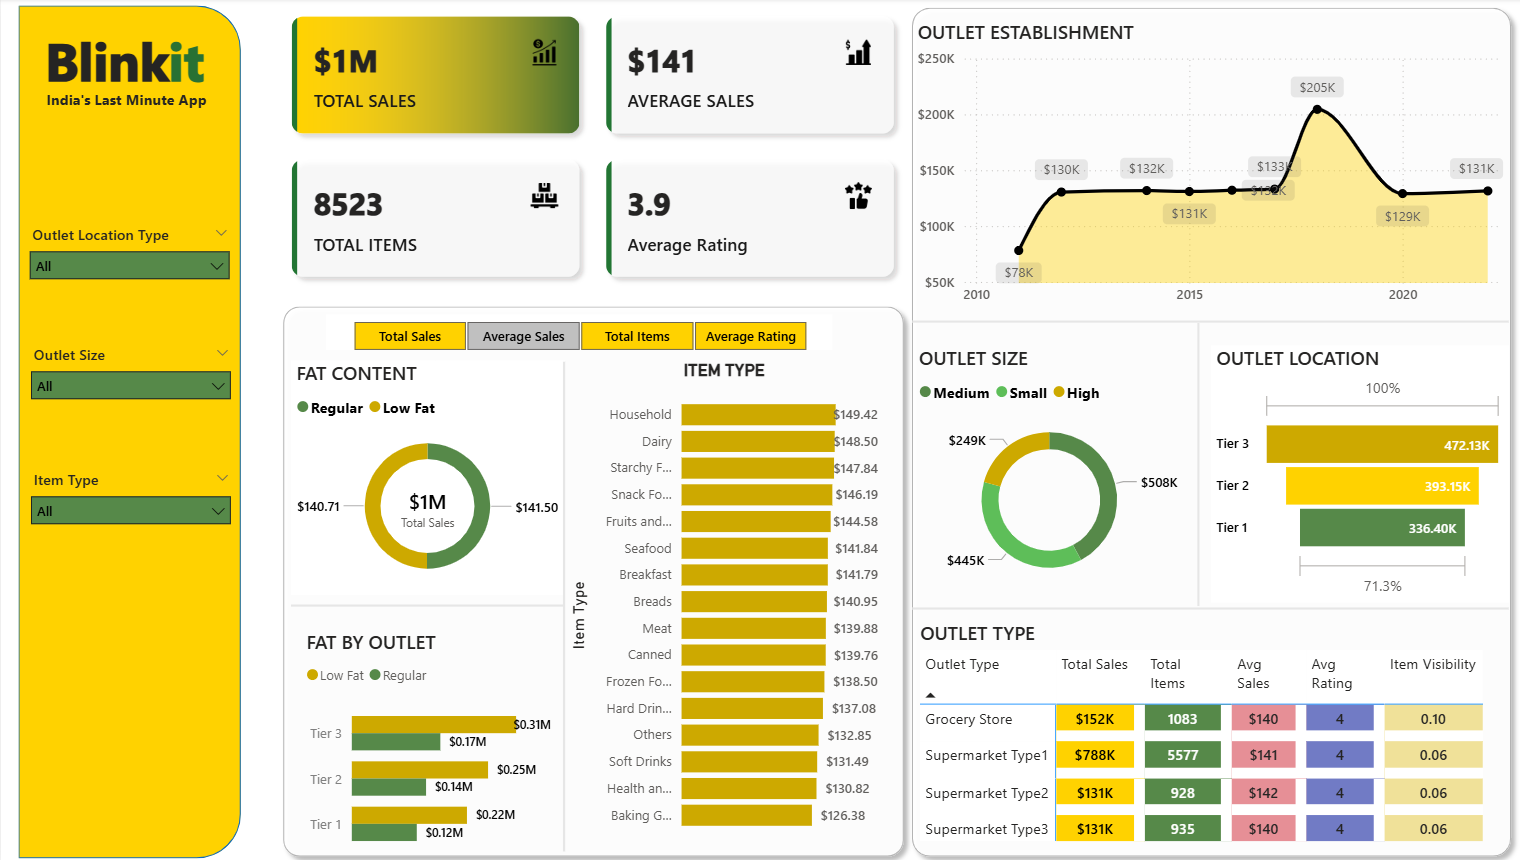 Blinkit
India's Last Minute App
Outlet Location Type
All
Outlet Size
All
Item Type
All
$1M
TOTAL SALES
$141
AVERAGE SALES
8523
TOTAL ITEMS
3.9
Average Rating
Total Sales Average Sales Total Items Average Rating
FAT CONTENT
Regular Low Fat
$140.71
$1M
Total Sales
$141.50
FAT BY OUTLET
Low Fat Regular
Tier 3 $0.31M
$0.17M
Tier 2 $0.25M
$0.14M
Tier 1 $0.22M
$0.12M
ITEM TYPE
Item Type
Household $149.42
Dairy $148.50
Starchy F... $147.84
Snack Fo... $146.19
Fruits and... $144.58
Seafood $141.84
Breakfast $141.79
Breads $140.95
Meat $139.88
Canned $139.76
Frozen Fo... $138.50
Hard Drin... $137.08
Others $132.85
Soft Drinks $131.49
Health an... $130.82
Baking G... $126.38
OUTLET ESTABLISHMENT
$250K
$200K
$150K
$100K
$50K
$78K
$130K
$132K
$131K
$132K
$133K
$205K
$129K
$131K
2010 2015 2020
OUTLET SIZE
Medium Small High
$249K
$508K
$445K
OUTLET LOCATION
100%
Tier 3 472.13K
Tier 2 393.15K
Tier 1 336.40K
71.3%
OUTLET TYPE
Outlet Type Total Sales Total Items Avg Sales Avg Rating Item Visibility
Grocery Store $152K 1083 $140 4 0.10
Supermarket Type1 $788K 5577 $141 4 0.06
Supermarket Type2 $131K 928 $142 4 0.06
Supermarket Type3 $131K 935 $140 4 0.06